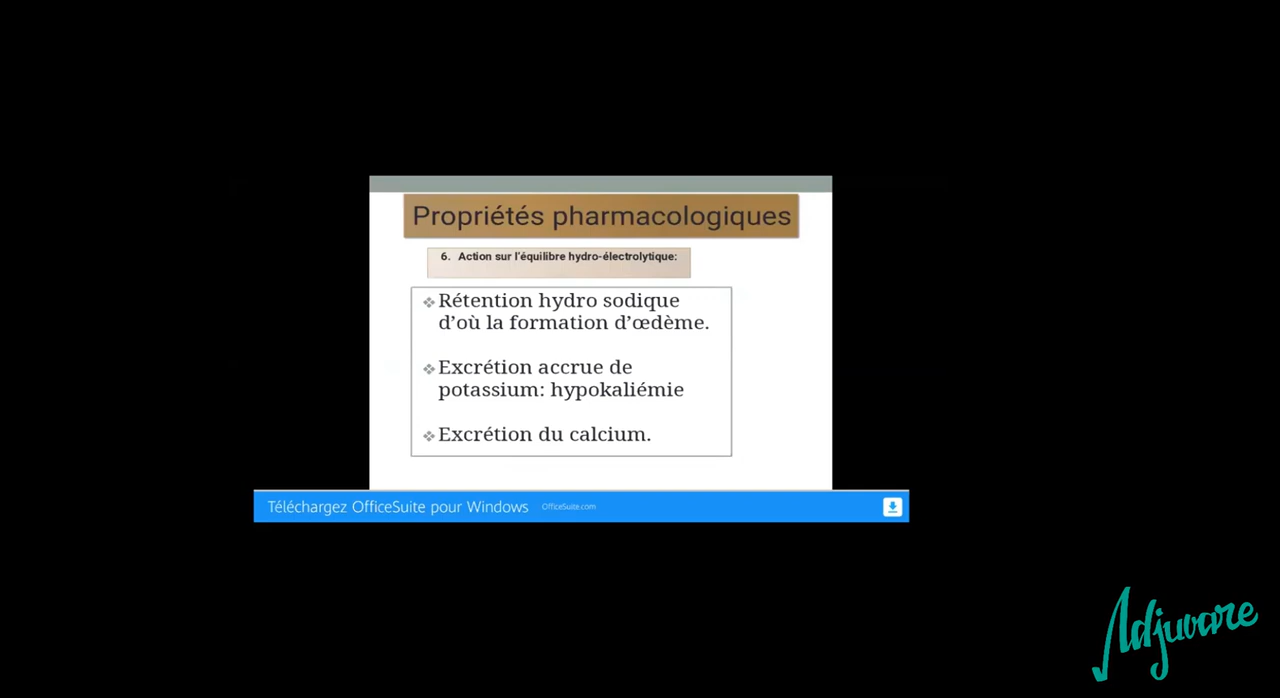 Propriétés pharmacologiques
6. Action sur l'équilibre hydro-électrolytique:
❖Rétention hydro sodique
d'où la formation d'œdème.
❖Excrétion accrue de
potassium: hypokaliémie
❖Excrétion du calcium.
Téléchargez OfficeSuite pour Windows OfficeSuite.com
Adjuvare